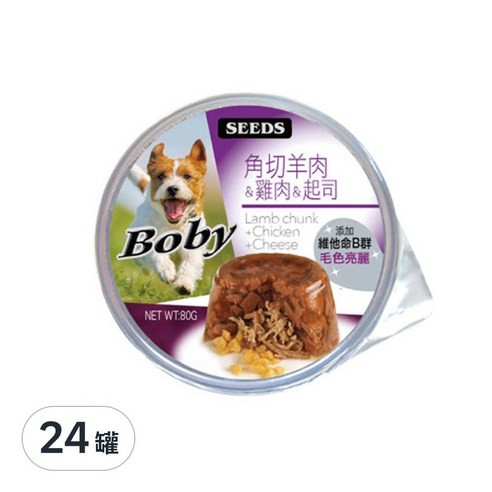 SEEDS
角切羊肉
&雞肉&起司
Lamb chunk
+Chicken
+Cheese
Boby
添加
維他命B群
毛色亮麗
NET WT:80G
24罐